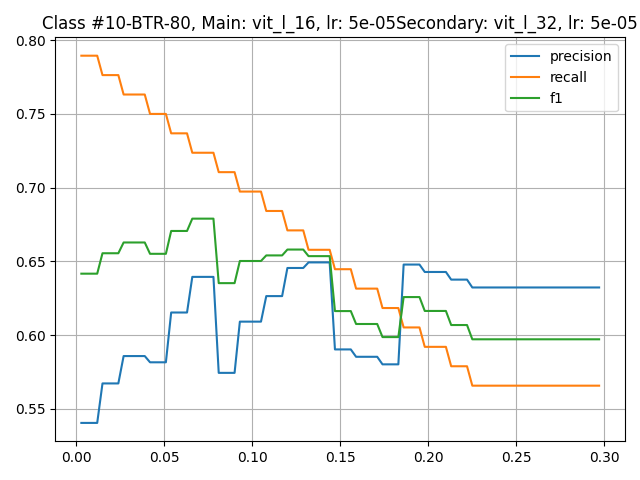 Class #10-BTR-80, Main: vit_l_16, lr: 5e-05Secondary: vit_l_32, lr: 5e-05
precision
recall
f1
0.80
0.75
0.70
0.65
0.60
0.55
0.00 0.05 0.10 0.15 0.20 0.25 0.30